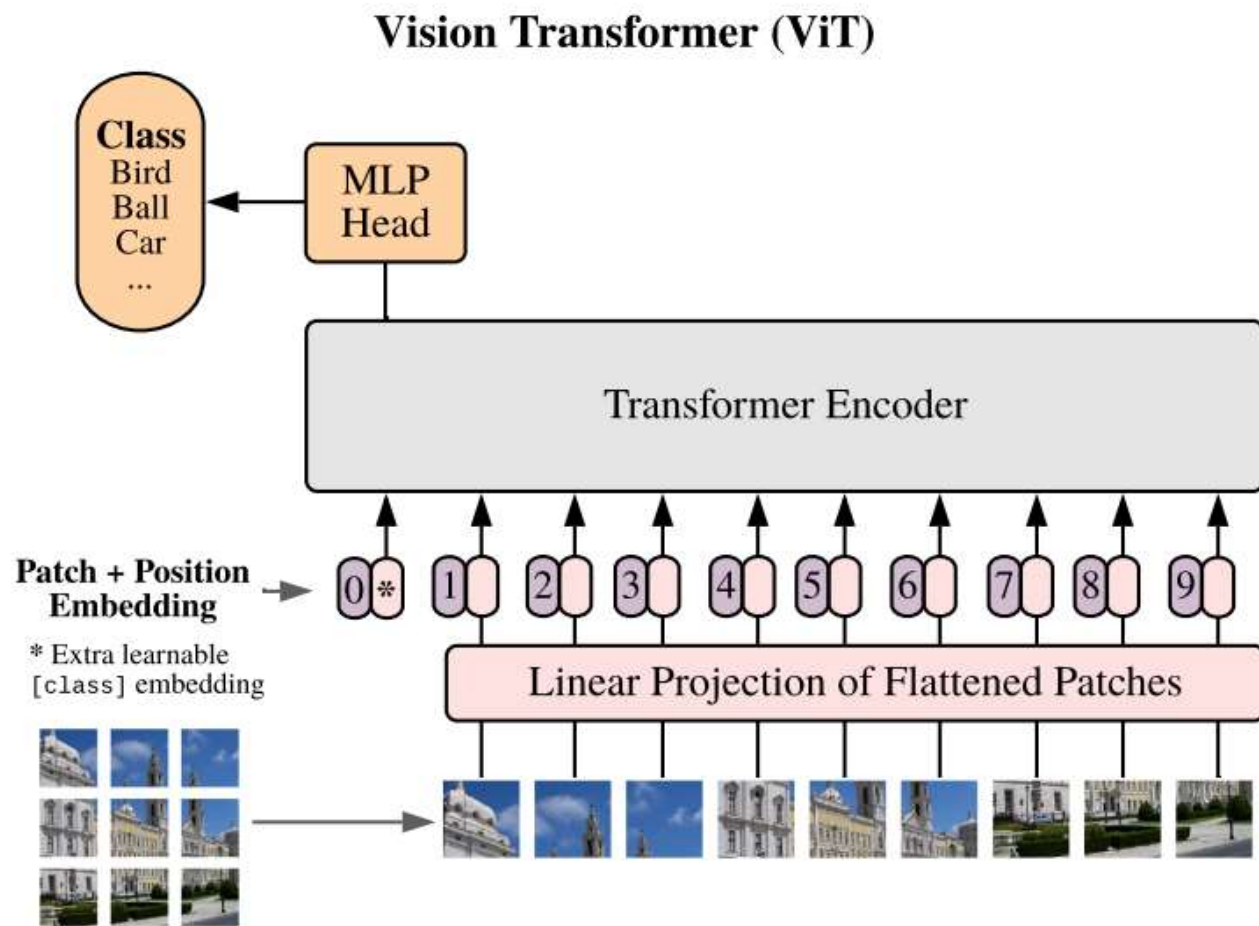 Vision Transformer (ViT)
Class
Bird
Ball
Car
...
MLP
Head
Transformer Encoder
Patch + Position
Embedding
0 * 1 2 3 4 5 6 7 8 9
* Extra learnable
[class] embedding
Linear Projection of Flattened Patches